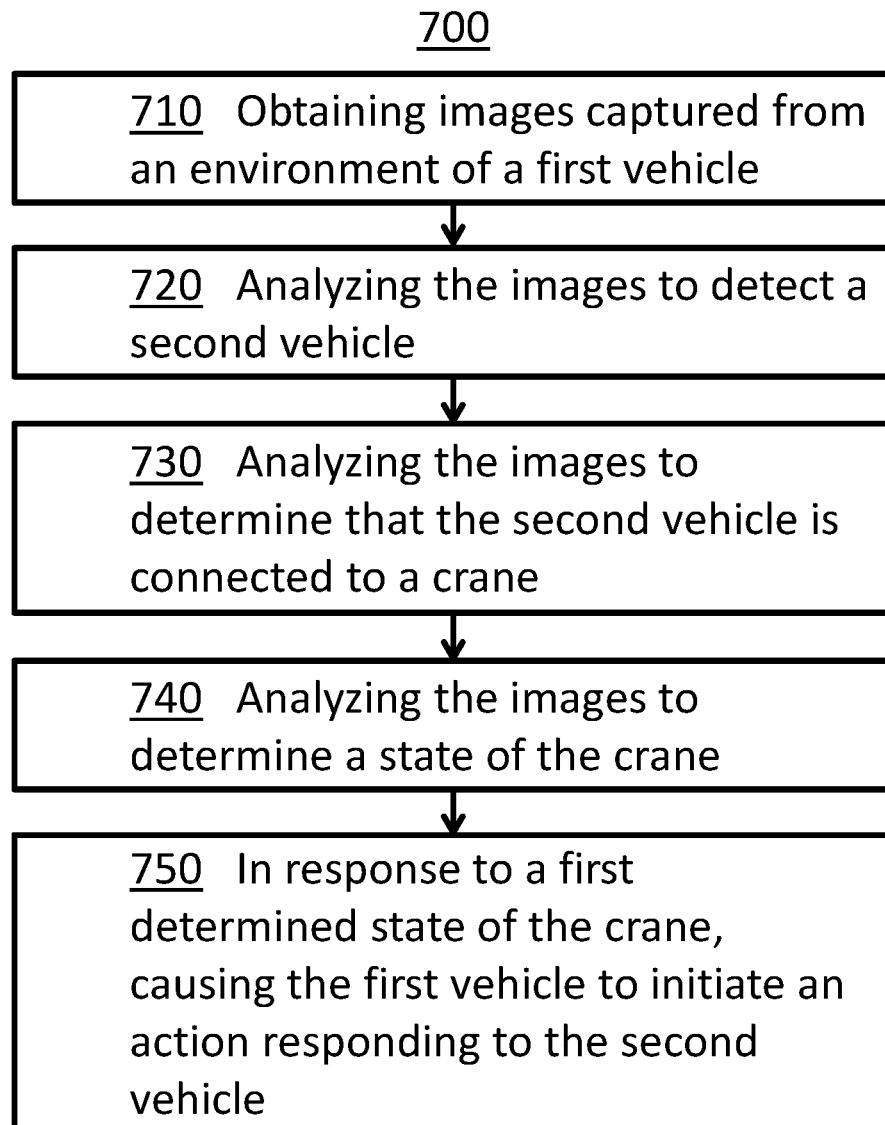 700
710 Obtaining images captured from
an environment of a first vehicle
720 Analyzing the images to detect a
second vehicle
730 Analyzing the images to
determine that the second vehicle is
connected to a crane
740 Analyzing the images to
determine a state of the crane
750 In response to a first
determined state of the crane,
causing the first vehicle to initiate an
action responding to the second
vehicle